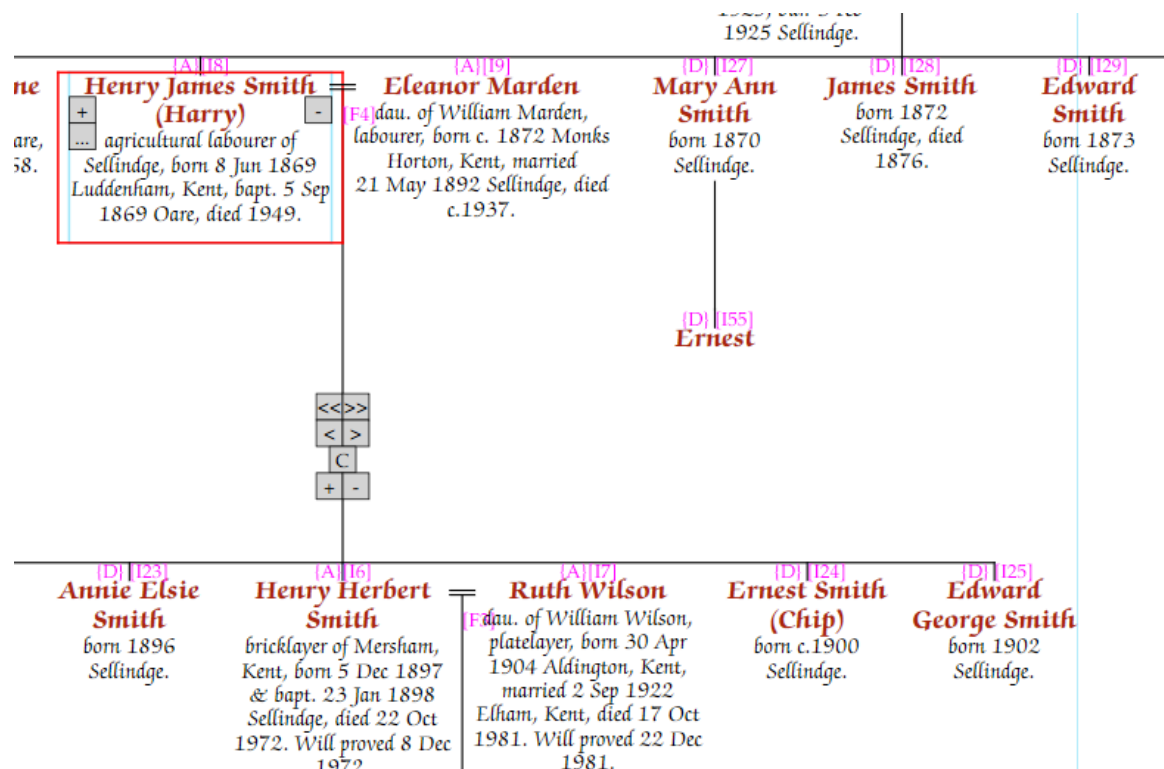 1925 Sellindge.
ne
are,
58.
{A} [I8]
Henry James Smith
(Harry)
+
-
...
agricultural labourer of
Sellindge, born 8 Jun 1869
Luddenham, Kent, bapt. 5 Sep
1869 Oare, died 1949.
[F4]
{A} [I9]
Eleanor Marden
dau. of William Marden,
labourer, born c. 1872 Monks
Horton, Kent, married
21 May 1892 Sellindge, died
c.1937.
{D} [I27]
Mary Ann
Smith
born 1870
Sellindge.
{D} [I28]
James Smith
born 1872
Sellindge, died
1876.
{D} [I29]
Edward
Smith
born 1873
Sellindge.
{D} [I55]
Ernest
<< >>
< >
C
+ -
{D} [I23]
Annie Elsie
Smith
born 1896
Sellindge.
{A} [I6]
Henry Herbert
Smith
bricklayer of Mersham,
Kent, born 5 Dec 1897
& bapt. 23 Jan 1898
Sellindge, died 22 Oct
1972. Will proved 8 Dec
1972
[F3]
{A} [I7]
Ruth Wilson
dau. of William Wilson,
platelayer, born 30 Apr
1904 Aldington, Kent,
married 2 Sep 1922
Elham, Kent, died 17 Oct
1981. Will proved 22 Dec
1981.
{D} [I24]
Ernest Smith
(Chip)
born c.1900
Sellindge.
{D} [I25]
Edward
George Smith
born 1902
Sellindge.